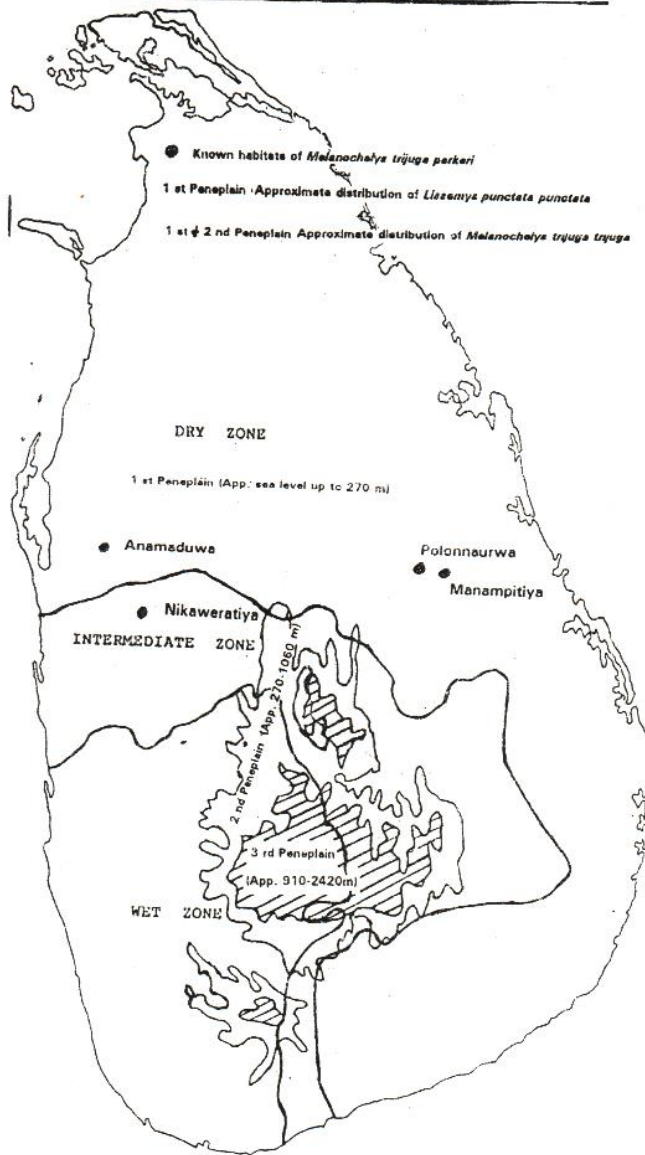 Known habitats of Melanochelys trijuga parkeri
1 st Peneplain Approximate distribution of Lissemys punctata punctata
1 st & 2 nd Peneplain Approximate distribution of Melanochelys trijuga trijuga
DRY ZONE
1 st Peneplain (App. sea level up to 270 m)
Anamaduwa
Polonnaurwa
Manampitiya
Nikaweratiya
INTERMEDIATE ZONE
2 nd Peneplain (App. 270-1060 m)
3 rd Peneplain
(App. 910-2420m)
WET ZONE